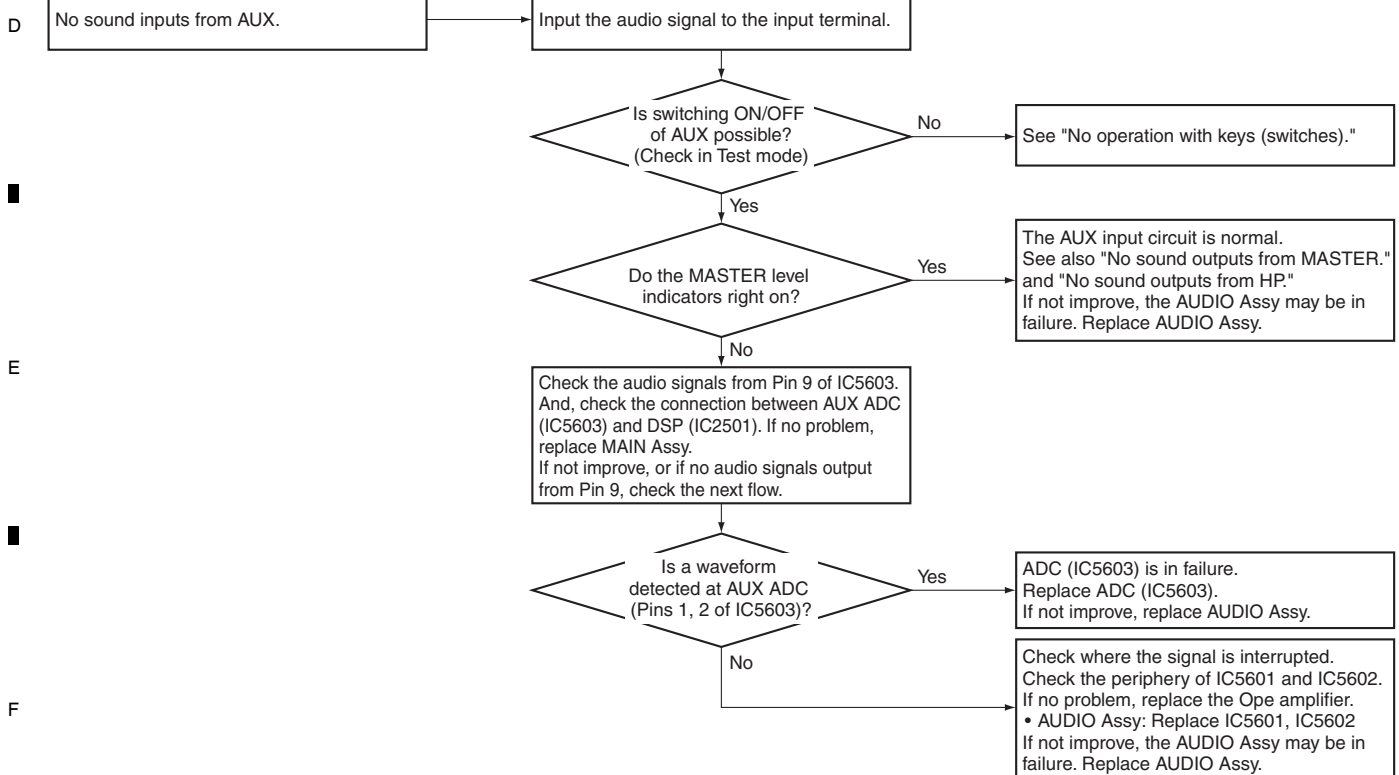 D
No sound inputs from AUX.
Input the audio signal to the input terminal.
Is switching ON/OFF
of AUX possible?
(Check in Test mode)
No
See "No operation with keys (switches)."
Yes
Do the MASTER level
indicators right on?
Yes
The AUX input circuit is normal.
See also "No sound outputs from MASTER."
and "No sound outputs from HP."
If not improve, the AUDIO Assy may be in
failure. Replace AUDIO Assy.
No
E
Check the audio signals from Pin 9 of IC5603.
And, check the connection between AUX ADC
(IC5603) and DSP (IC2501). If no problem,
replace MAIN Assy.
If not improve, or if no audio signals output
from Pin 9, check the next flow.
Is a waveform
detected at AUX ADC
(Pins 1, 2 of IC5603)?
Yes
ADC (IC5603) is in failure.
Replace ADC (IC5603).
If not improve, replace AUDIO Assy.
No
F
Check where the signal is interrupted.
Check the periphery of IC5601 and IC5602.
If no problem, replace the Ope amplifier.
• AUDIO Assy: Replace IC5601, IC5602
If not improve, the AUDIO Assy may be in
failure. Replace AUDIO Assy.